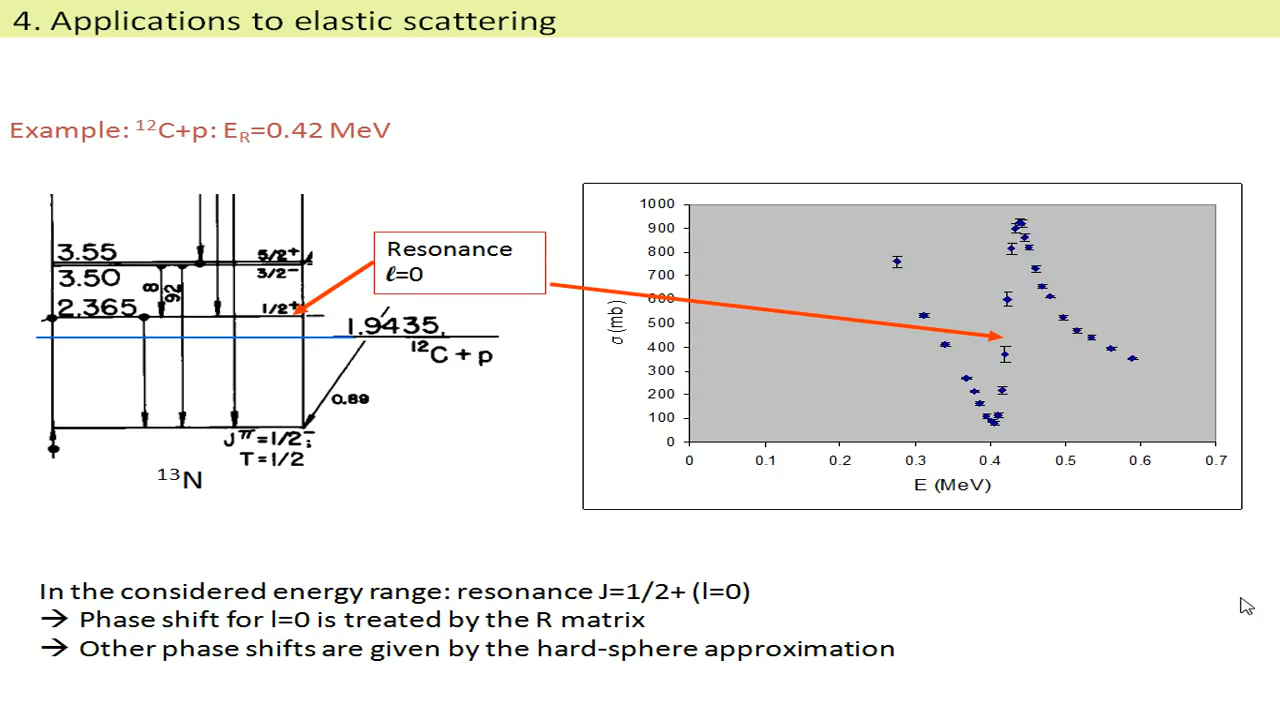 4. Applications to elastic scattering
Example: ¹²C+p: E_R=0.42 MeV
3.55
5/2+
3.50
3/2-
8
92
2.365
1/2+
1.9435
¹²C + p
0.89
Jπ=1/2-;
T=1/2
¹³N
Resonance
ℓ=0
1000
900
800
700
600
500
400
300
200
100
0
σ (mb)
0 0.1 0.2 0.3 0.4 0.5 0.6 0.7
E (MeV)
In the considered energy range: resonance J=1/2+ (l=0)
→ Phase shift for l=0 is treated by the R matrix
→ Other phase shifts are given by the hard-sphere approximation